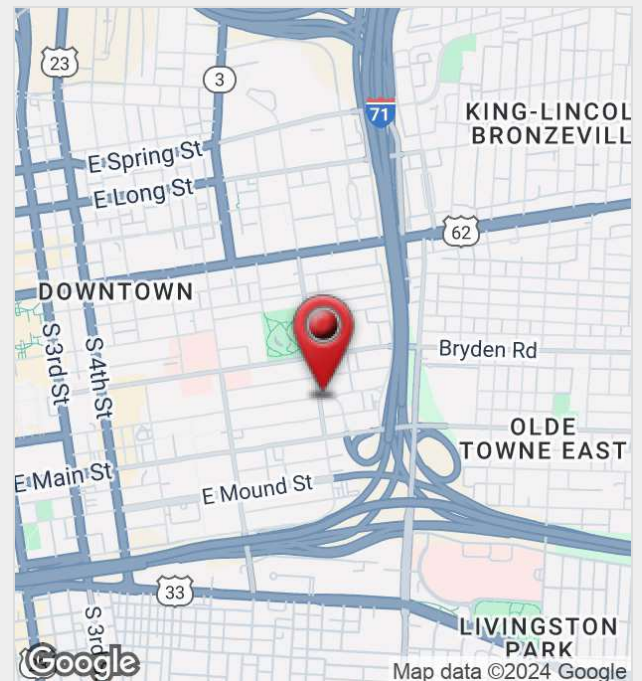 23
3
71
KING-LINCOL
BRONZEVILL
E Spring St
E Long St
62
DOWNTOWN
S 3rd St
S 4th St
Bryden Rd
OLDE
TOWNE EAST
E Main St
E Mound St
33
S 3rd
LIVINGSTON
PARK
Google
Map data ©2024 Google